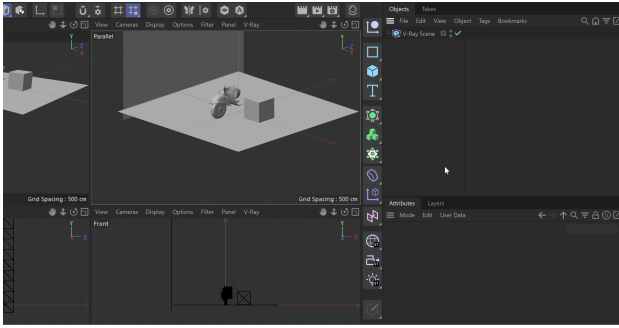 Objects Takes
View Cameras Display Options Filter Panel V-Ray
File Edit View Object Tags Bookmarks
Parallel
V-Ray Scene
Y
Z
X
Y
Z
X
T
Grid Spacing : 500 cm
Grid Spacing : 500 cm
Attributes Layers
View Cameras Display Options Filter Panel V-Ray
Mode Edit User Data
Front
Y
X Z
Y
Z X